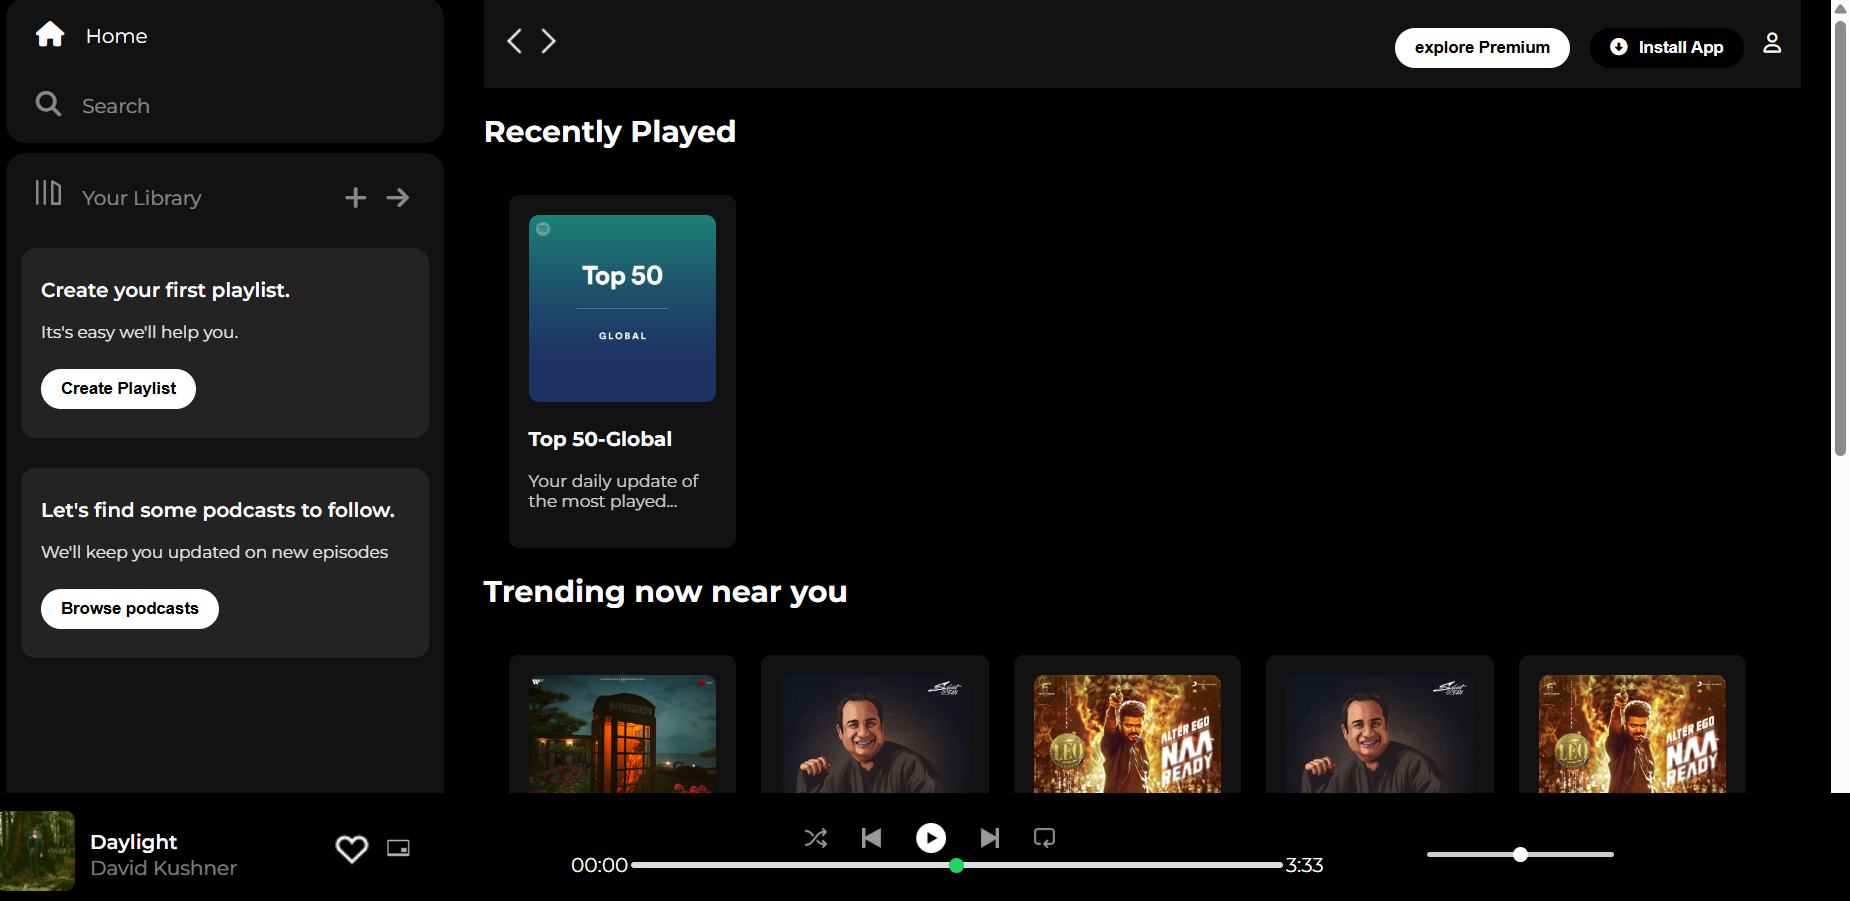 Home
Search
Your Library
Create your first playlist.
Its's easy we'll help you.
Create Playlist
Let's find some podcasts to follow.
We'll keep you updated on new episodes
Browse podcasts
explore Premium
Install App
Recently Played
Top 50
GLOBAL
Top 50-Global
Your daily update of
the most played...
Trending now near you
TELEPHONE
LEO
ALTER EGO
NAA
READY
LEO
ALTER EGO
NAA
READY
Daylight
David Kushner
00:00
3:33